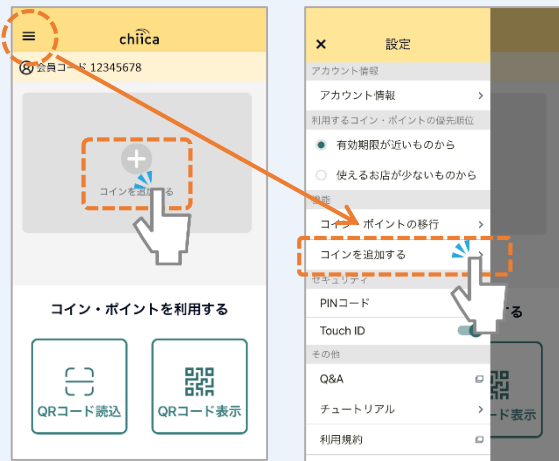 chiica
会員コード 12345678
コインを追加する
コイン・ポイントを利用する
QRコード読込
QRコード表示
設定
アカウント情報
アカウント情報
利用するコイン・ポイントの優先順位
有効期限が近いものから
使えるお店が少ないものから
機能
コイン・ポイントの移行
コインを追加する
セキュリティ
PINコード
Touch ID
その他
Q&A
チュートリアル
利用規約
する
ード表示